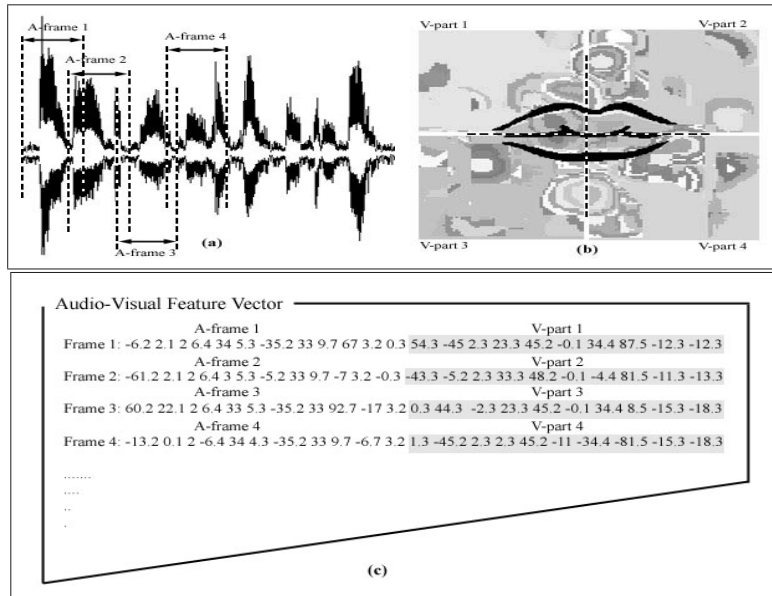 A-frame 1
A-frame 2
A-frame 4
A-frame 3
(a)
V-part 1
V-part 2
V-part 3
V-part 4
(b)
Audio-Visual Feature Vector
A-frame 1 V-part 1
Frame 1: -6.2 2.1 2 6.4 34 5.3 -35.2 33 9.7 67 3.2 0.3 54.3 -45 2.3 23.3 45.2 -0.1 34.4 87.5 -12.3 -12.3
A-frame 2 V-part 2
Frame 2: -61.2 2.1 2 6.4 3 5.3 -5.2 33 9.7 -7 3.2 -0.3 -43.3 -5.2 2.3 33.3 48.2 -0.1 -4.4 81.5 -11.3 -13.3
A-frame 3 V-part 3
Frame 3: 60.2 22.1 2 6.4 33 5.3 -35.2 33 92.7 -17 3.2 0.3 44.3 -2.3 23.3 45.2 -0.1 34.4 8.5 -15.3 -18.3
A-frame 4 V-part 4
Frame 4: -13.2 0.1 2 -6.4 34 4.3 -35.2 33 9.7 -6.7 3.2 1.3 -45.2 2.3 2.3 45.2 -11 -34.4 -81.5 -15.3 -18.3
.......
....
..
.
(c)